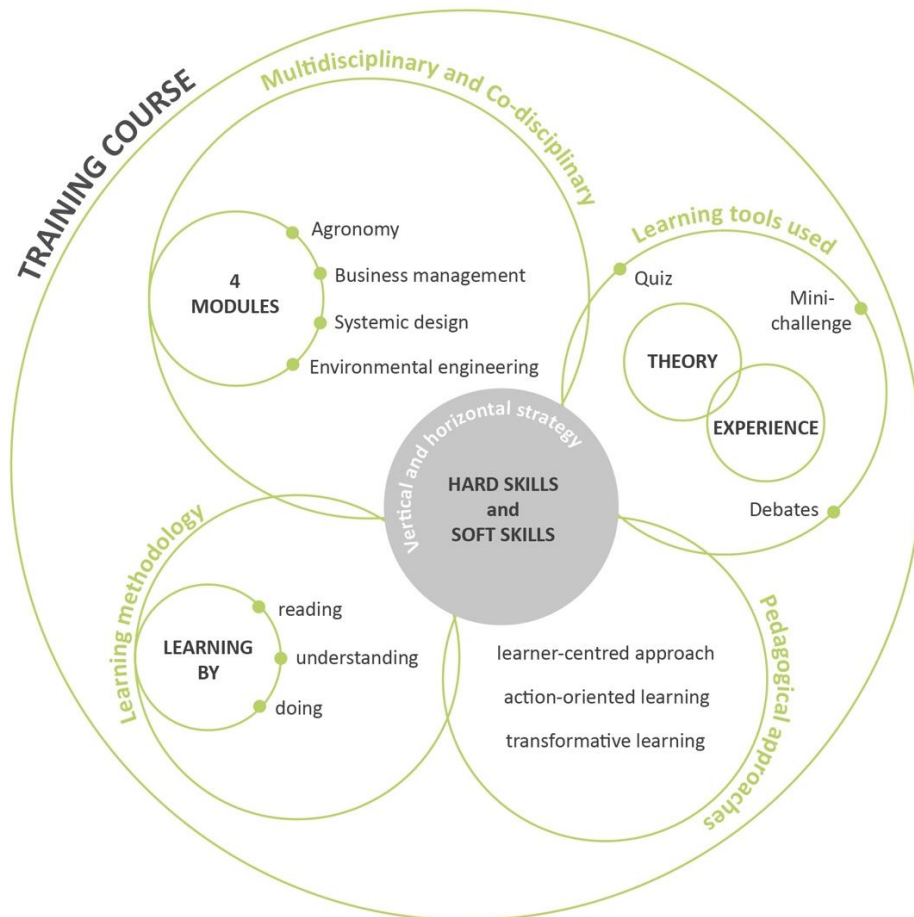 TRAINING COURSE
Multidisciplinary and Co-disciplinary
4
MODULES
Agronomy
Business management
Systemic design
Environmental engineering
Learning tools used
Quiz
Mini-
challenge
THEORY
EXPERIENCE
Debates
Vertical and horizontal strategy
HARD SKILLS
and
SOFT SKILLS
Learning methodology
LEARNING
BY
reading
understanding
doing
Pedagogical approaches
learner-centred approach
action-oriented learning
transformative learning